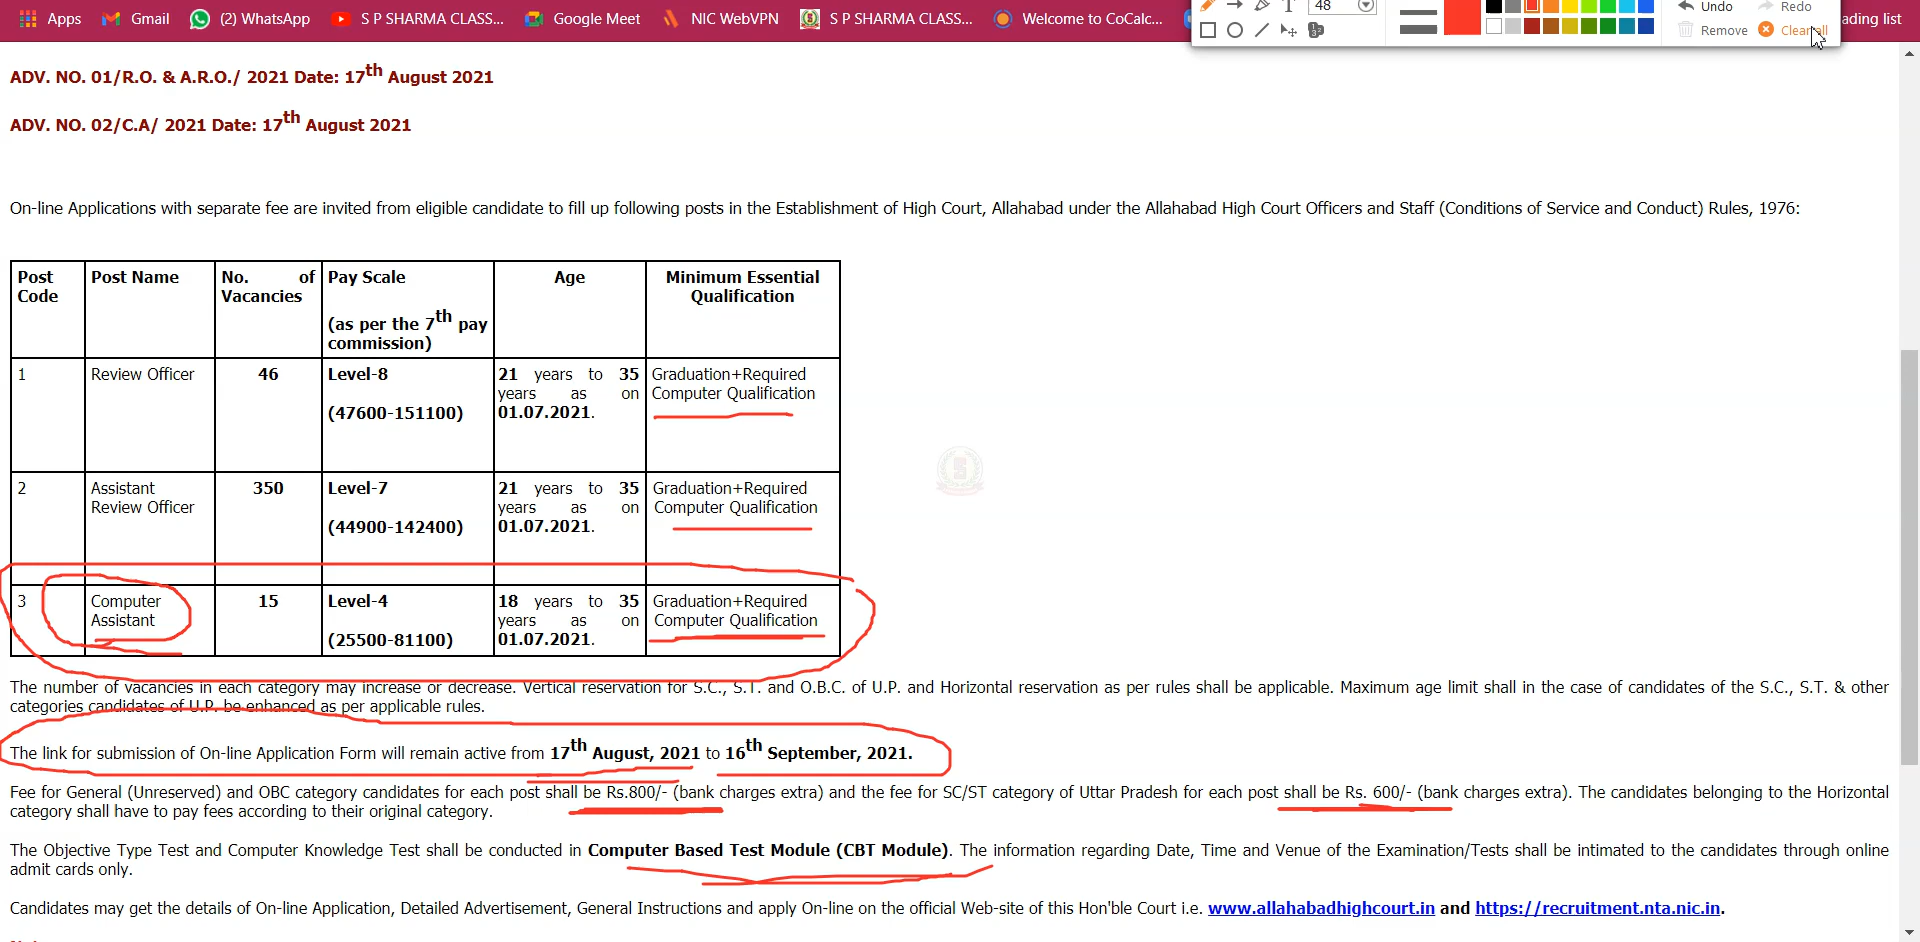 Apps Gmail (2) WhatsApp S P SHARMA CLASS... Google Meet NIC WebVPN S P SHARMA CLASS... Welcome to CoCalc... ading list
48 Undo Redo
Remove Clear all
ADV. NO. 01/R.O. & A.R.O./ 2021 Date: 17th August 2021
ADV. NO. 02/C.A/ 2021 Date: 17th August 2021
On-line Applications with separate fee are invited from eligible candidate to fill up following posts in the Establishment of High Court, Allahabad under the Allahabad High Court Officers and Staff (Conditions of Service and Conduct) Rules, 1976:
Post Code Post Name No. of Vacancies Pay Scale (as per the 7th pay commission) Age Minimum Essential Qualification
1 Review Officer 46 Level-8 (47600-151100) 21 years to 35 years as on 01.07.2021. Graduation+Required Computer Qualification
2 Assistant Review Officer 350 Level-7 (44900-142400) 21 years to 35 years as on 01.07.2021. Graduation+Required Computer Qualification
3 Computer Assistant 15 Level-4 (25500-81100) 18 years to 35 years as on 01.07.2021. Graduation+Required Computer Qualification
The number of vacancies in each category may increase or decrease. Vertical reservation for S.C., S.T. and O.B.C. of U.P. and Horizontal reservation as per rules shall be applicable. Maximum age limit shall in the case of candidates of the S.C., S.T. & other
categories candidates of U.P. be enhanced as per applicable rules.
The link for submission of On-line Application Form will remain active from 17th August, 2021 to 16th September, 2021.
Fee for General (Unreserved) and OBC category candidates for each post shall be Rs.800/- (bank charges extra) and the fee for SC/ST category of Uttar Pradesh for each post shall be Rs. 600/- (bank charges extra). The candidates belonging to the Horizontal
category shall have to pay fees according to their original category.
The Objective Type Test and Computer Knowledge Test shall be conducted in Computer Based Test Module (CBT Module). The information regarding Date, Time and Venue of the Examination/Tests shall be intimated to the candidates through online
admit cards only.
Candidates may get the details of On-line Application, Detailed Advertisement, General Instructions and apply On-line on the official Web-site of this Hon'ble Court i.e. www.allahabadhighcourt.in and https://recruitment.nta.nic.in.